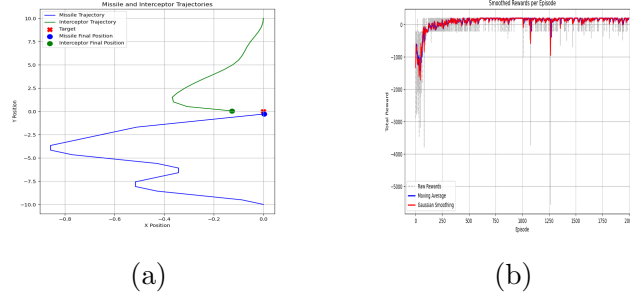 Missile and Interceptor Trajectories
Missile Trajectory
Interceptor Trajectory
Target
Missile Final Position
Interceptor Final Position
10.0
7.5
5.0
2.5
0.0
−2.5
−5.0
−7.5
−10.0
Y Position
−0.8
−0.6
−0.4
−0.2
0.0
X Position
(a)
Smoothed Rewards per Episode
0
−1000
−2000
−3000
−4000
−5000
Total Reward
Raw Rewards
Moving Average
Gaussian Smoothing
0
250
500
750
1000
1250
1500
1750
Episode
(b)